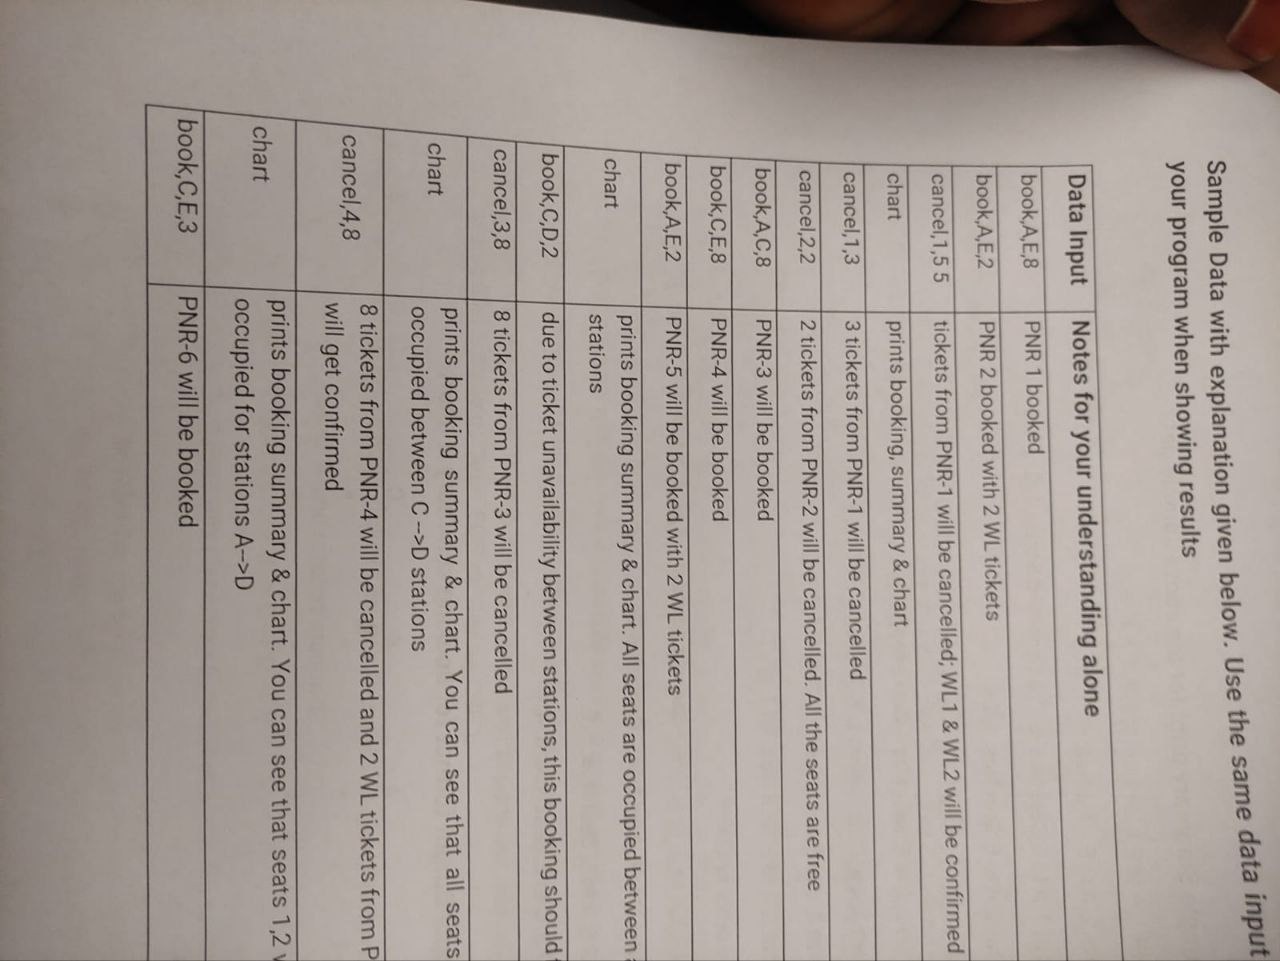 Sample Data with explanation given below. Use the same data input
your program when showing results
Data Input Notes for your understanding alone
book,A,E,8 PNR 1 booked
book,A,E,2 PNR 2 booked with 2 WL tickets
cancel,1,5 5 tickets from PNR-1 will be cancelled; WL1 & WL2 will be confirmed
chart prints booking, summary & chart
cancel,1,3 3 tickets from PNR-1 will be cancelled
cancel,2,2 2 tickets from PNR-2 will be cancelled. All the seats are free
book,A,C,8 PNR-3 will be booked
book,C,E,8 PNR-4 will be booked
book,A,E,2 PNR-5 will be booked with 2 WL tickets
chart prints booking summary & chart. All seats are occupied between
stations
book,C,D,2 due to ticket unavailability between stations, this booking should
cancel,3,8 8 tickets from PNR-3 will be cancelled
chart prints booking summary & chart. You can see that all seats
occupied between C -->D stations
cancel,4,8 8 tickets from PNR-4 will be cancelled and 2 WL tickets from P
will get confirmed
chart prints booking summary & chart. You can see that seats 1,2
occupied for stations A-->D
book,C,E,3 PNR-6 will be booked